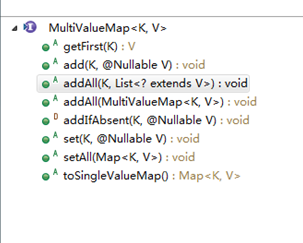 MultiValueMap<K, V>
A getFirst(K) : V
A add(K, @Nullable V) : void
A addAll(K, List<? extends V>) : void
A addAll(MultiValueMap<K, V>) : void
D addIfAbsent(K, @Nullable V) : void
A set(K, @Nullable V) : void
A setAll(Map<K, V>) : void
A toSingleValueMap() : Map<K, V>